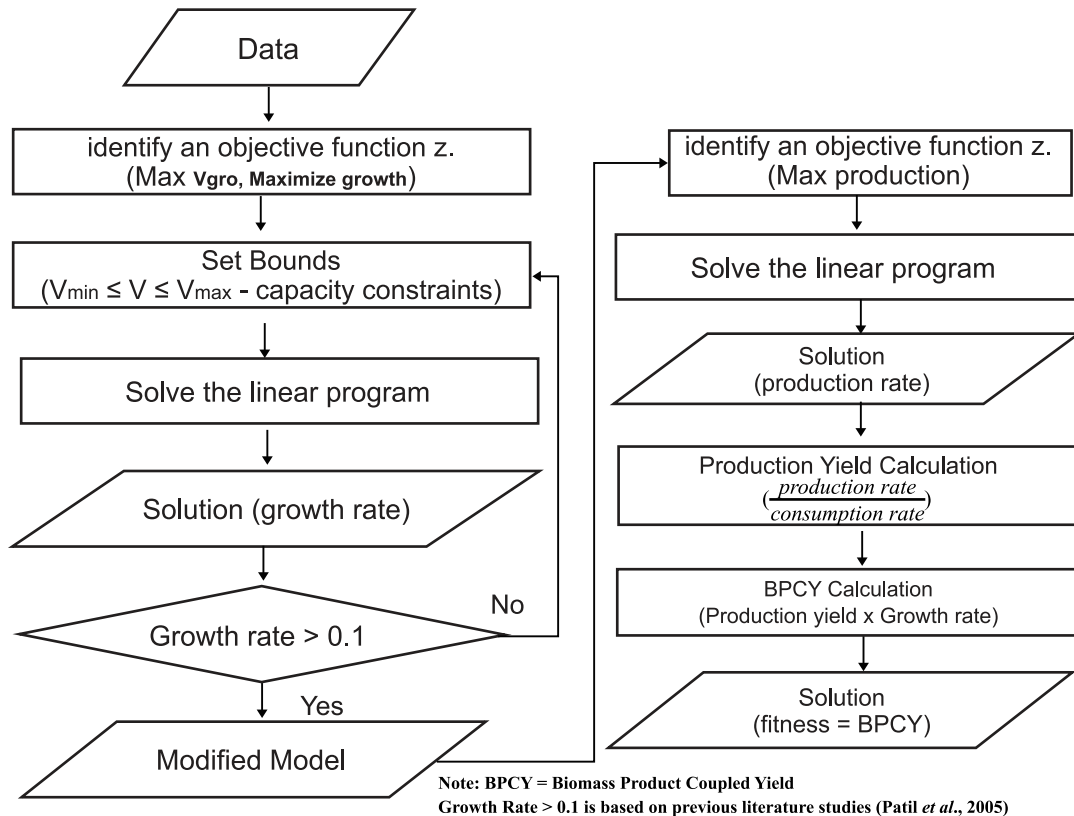 Data
identify an objective function z.
(Max Vgro, Maximize growth)
Set Bounds
(Vmin ≤ V ≤ Vmax - capacity constraints)
Solve the linear program
Solution (growth rate)
Growth rate > 0.1
No
Yes
Modified Model
identify an objective function z.
(Max production)
Solve the linear program
Solution
(production rate)
Production Yield Calculation
(production rate
consumption rate)
BPCY Calculation
(Production yield x Growth rate)
Solution
(fitness = BPCY)
Note: BPCY = Biomass Product Coupled Yield
Growth Rate > 0.1 is based on previous literature studies (Patil et al., 2005)